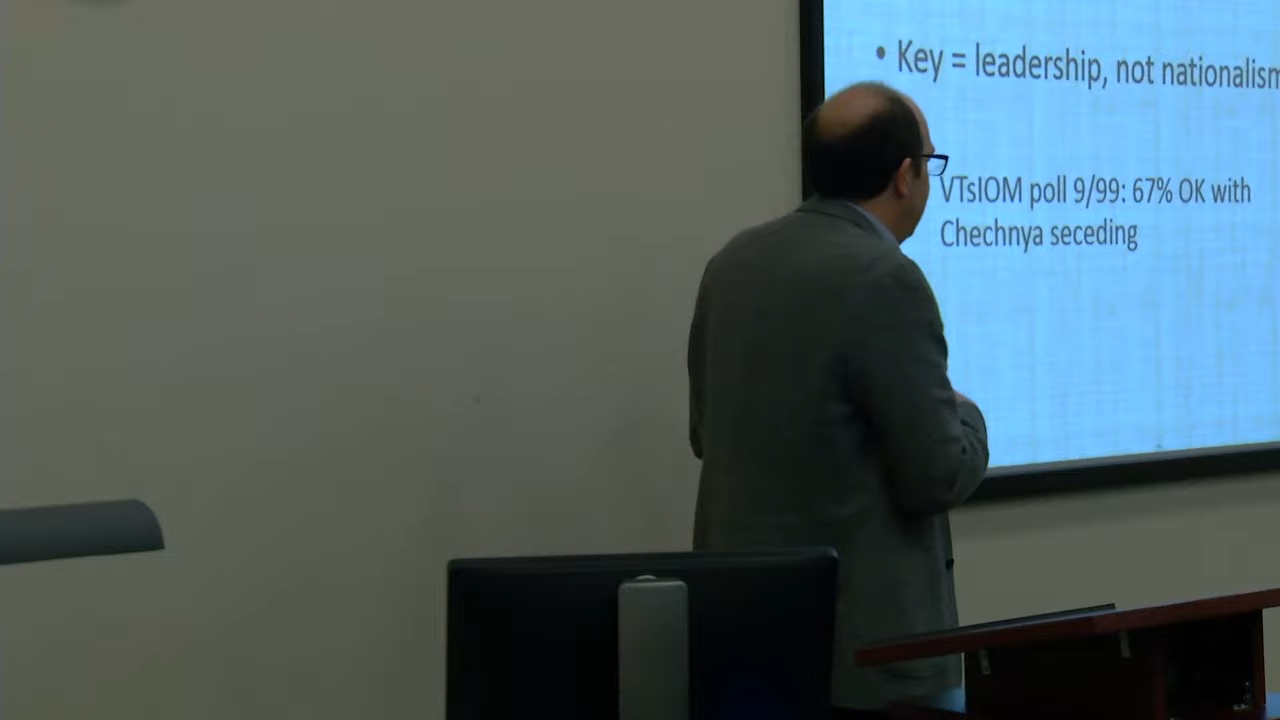 • Key = leadership, not nationalism
VTsIOM poll 9/99: 67% OK with
Chechnya seceding